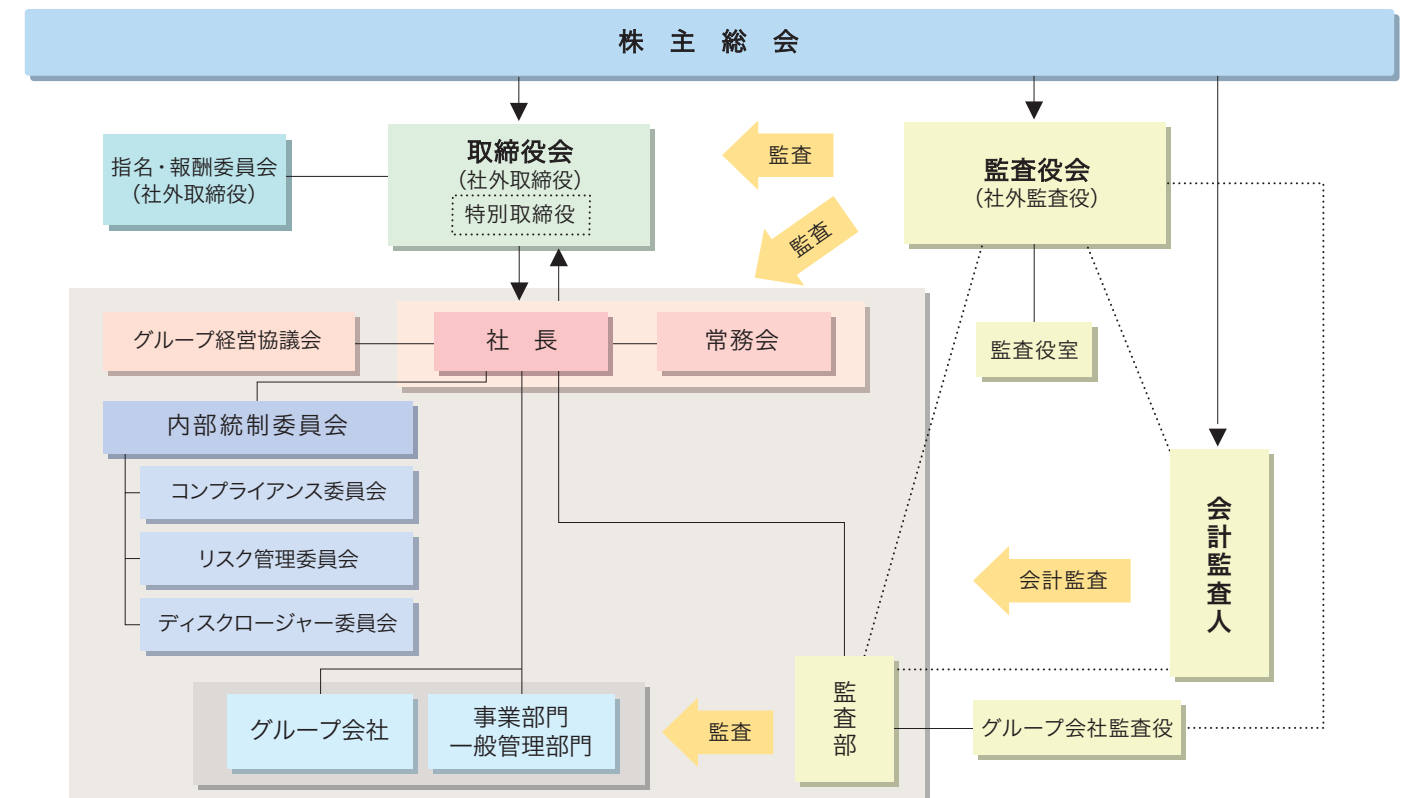 株主総会
指名・報酬委員会
（社外取締役）
取締役会
（社外取締役）
特別取締役
監査
監査役会
（社外監査役）
監査
グループ経営協議会
社長
常務会
監査役室
内部統制委員会
コンプライアンス委員会
リスク管理委員会
ディスクロージャー委員会
会計監査
会計監査人
グループ会社
事業部門
一般管理部門
監査
監査部
グループ会社監査役